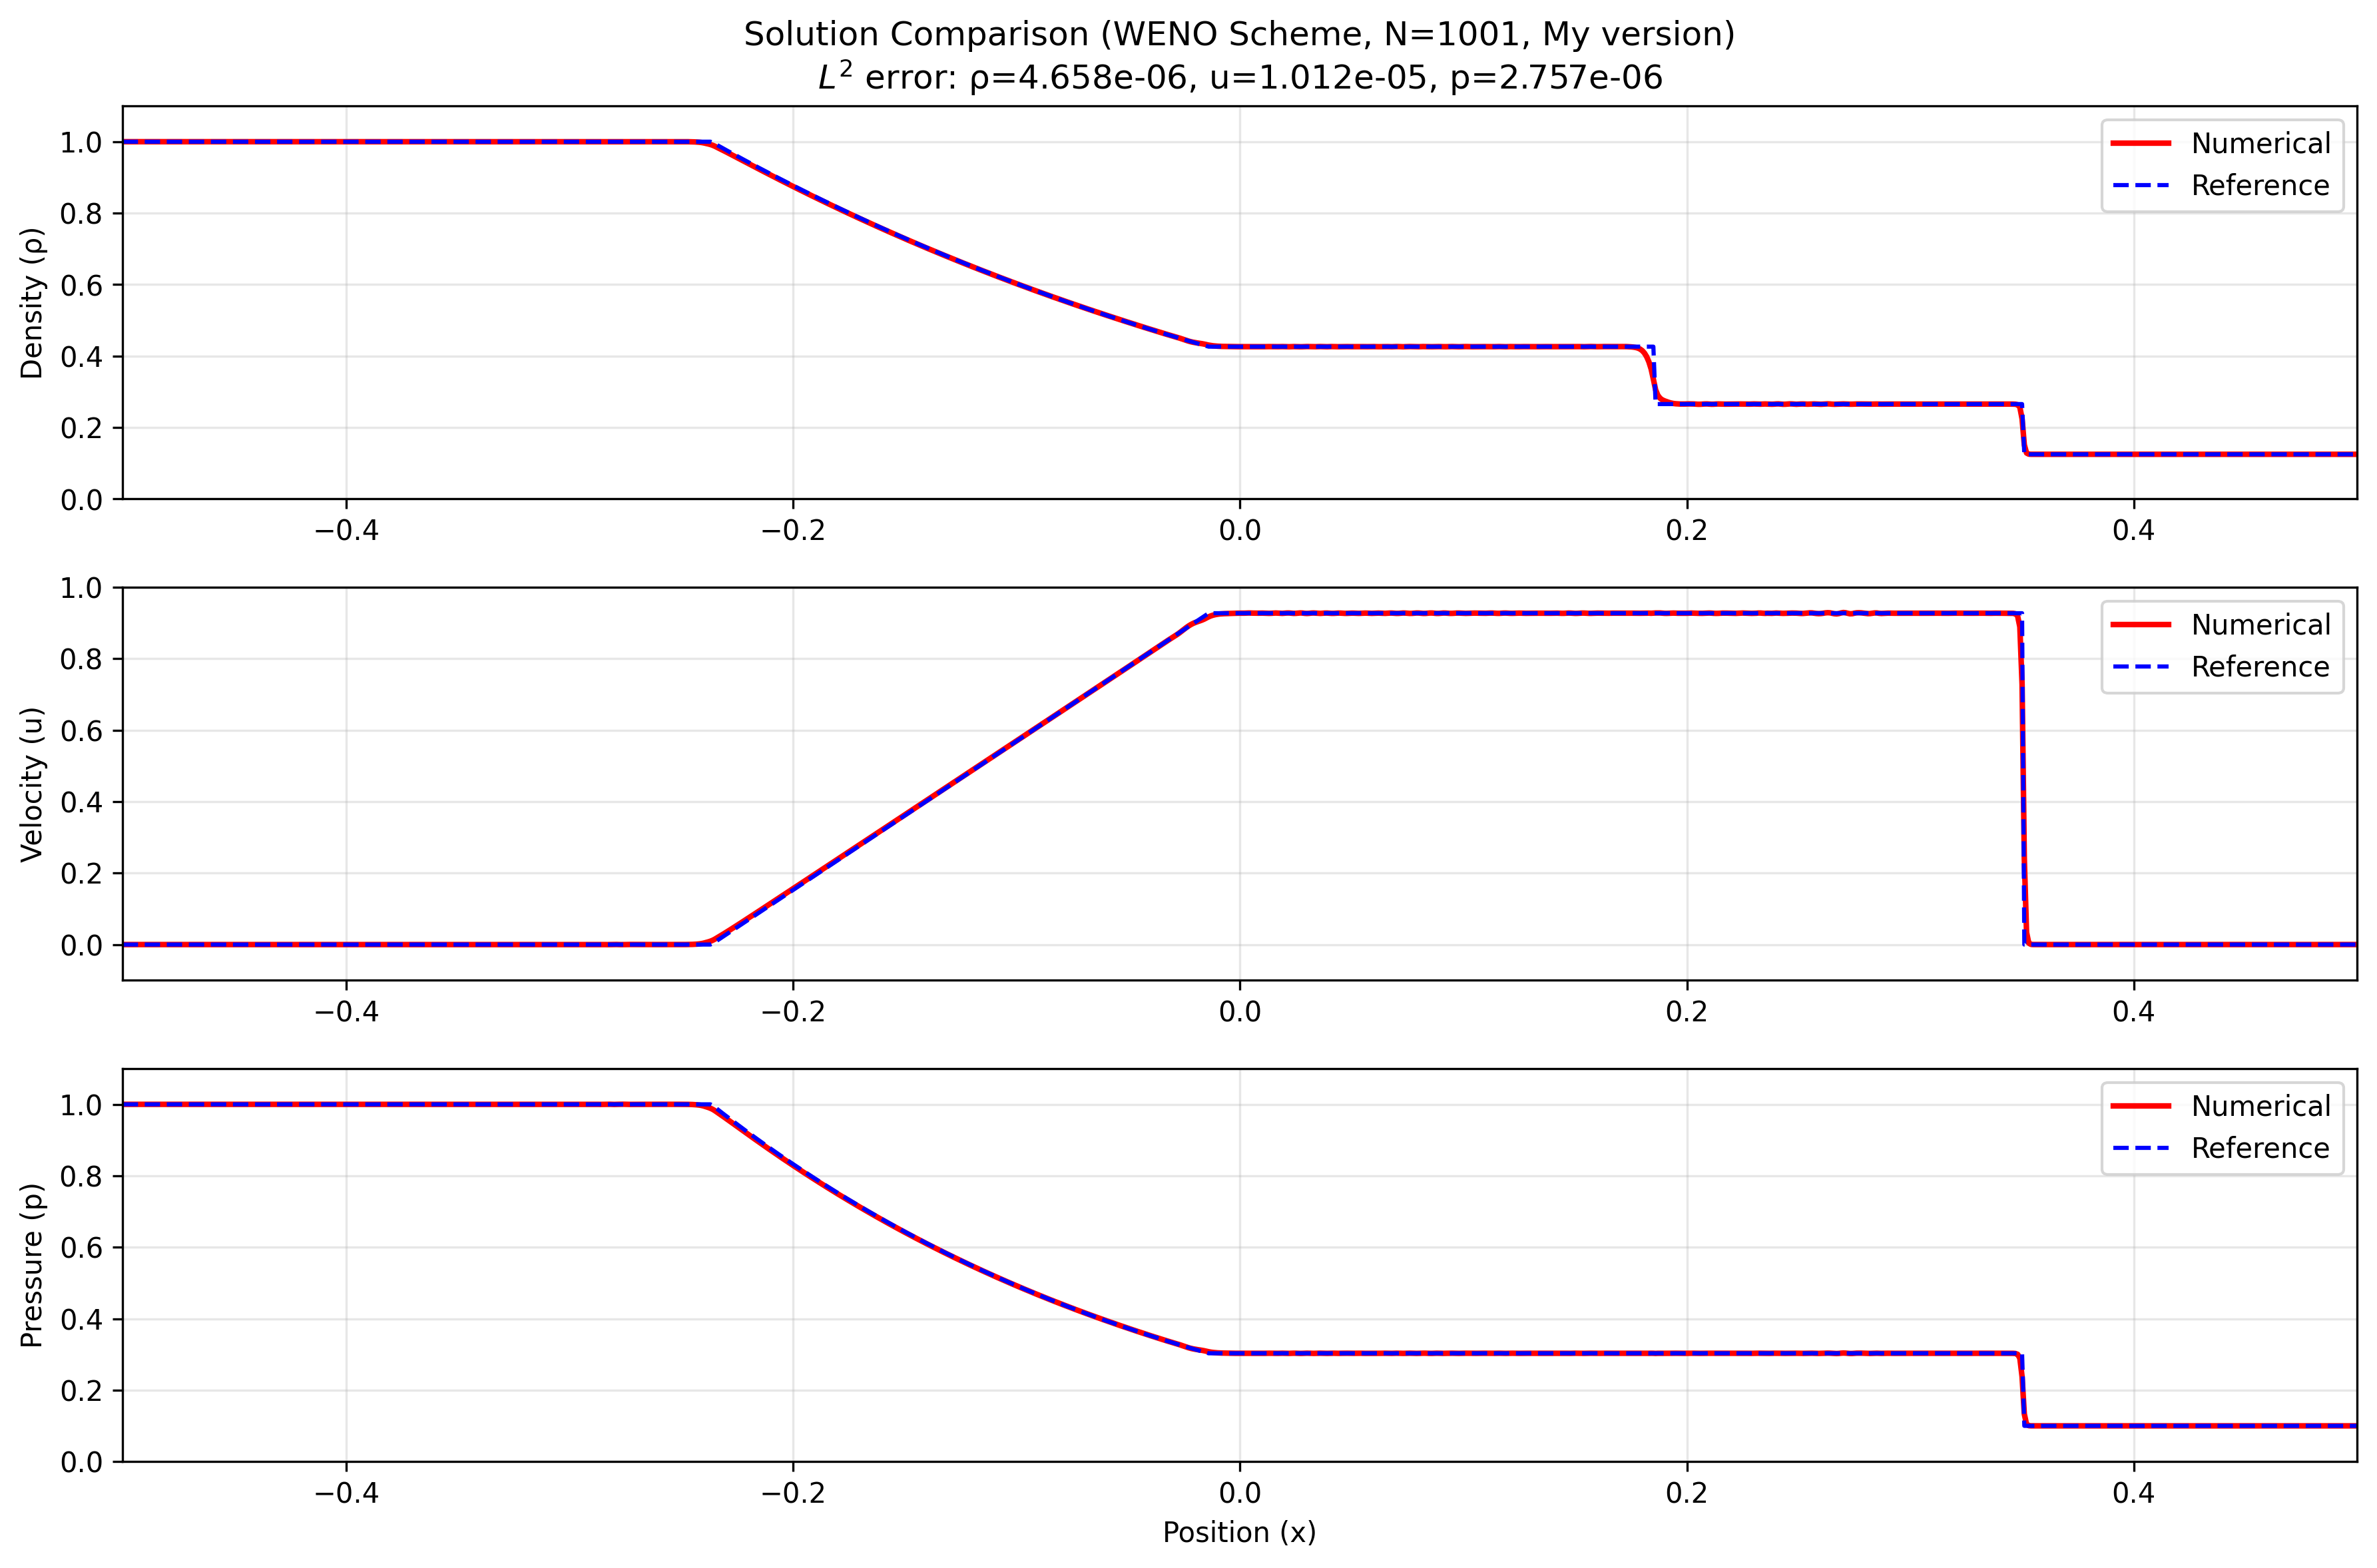 Solution Comparison (WENO Scheme, N=1001, My version)
L² error: ρ=4.658e-06, u=1.012e-05, p=2.757e-06
Density (ρ)
1.0
0.8
0.6
0.4
0.2
0.0
Numerical
Reference
−0.4 −0.2 0.0 0.2 0.4
Velocity (u)
1.0
0.8
0.6
0.4
0.2
0.0
Numerical
Reference
−0.4 −0.2 0.0 0.2 0.4
Pressure (p)
1.0
0.8
0.6
0.4
0.2
0.0
Numerical
Reference
−0.4 −0.2 0.0 0.2 0.4
Position (x)